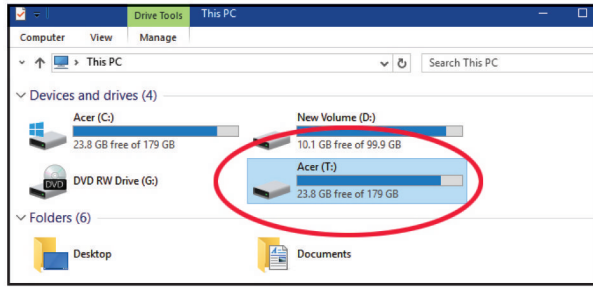 Drive Tools This PC
Computer View Manage
This PC Search This PC
Devices and drives (4)
Acer (C:) New Volume (D:)
23.8 GB free of 179 GB 10.1 GB free of 99.9 GB
DVD RW Drive (G:) Acer (T:)
DVD 23.8 GB free of 179 GB
Folders (6)
Desktop Documents